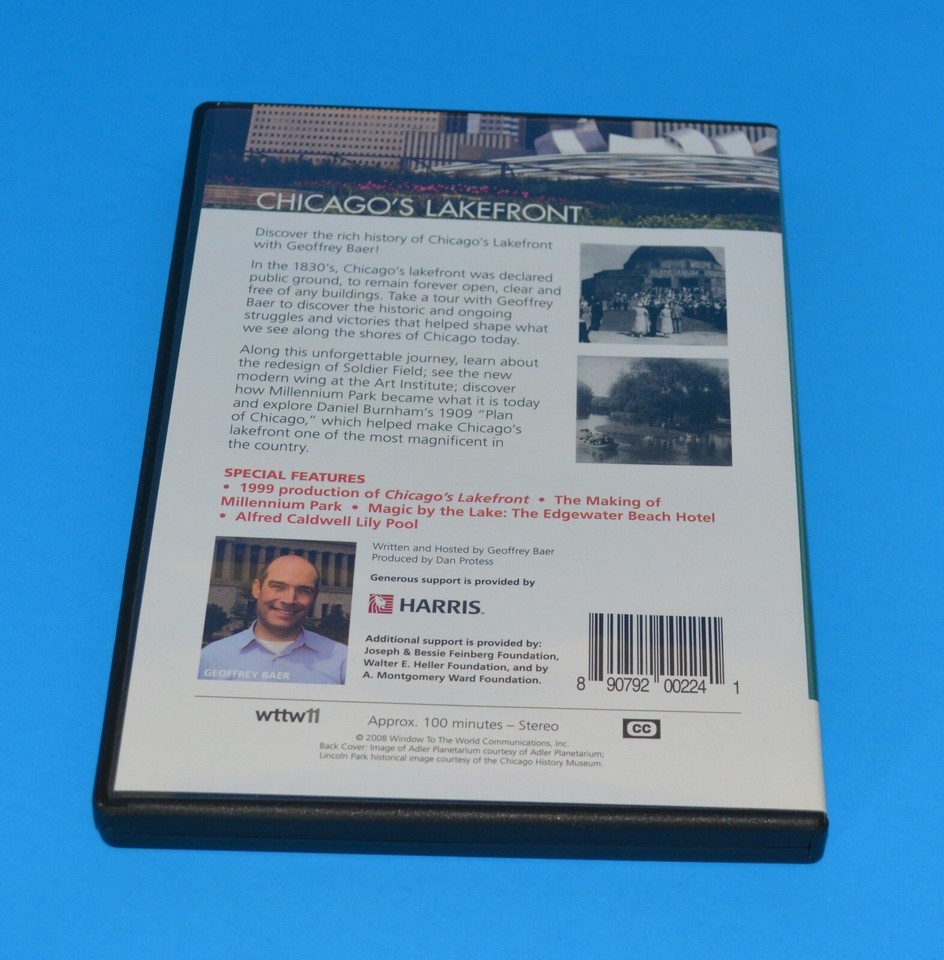 CHICAGO'S LAKEFRONT
Discover the rich history of Chicago's Lakefront
with Geoffrey Baer!
In the 1830's, Chicago's lakefront was declared
public ground, to remain forever open, clear and
free of any buildings. Take a tour with Geoffrey
Baer to discover the historic and ongoing
struggles and victories that helped shape what
we see along the shores of Chicago today.
Along this unforgettable journey, learn about
the redesign of Soldier Field; see the new
modern wing at the Art Institute; discover
how Millennium Park became what it is today
and explore Daniel Burnham's 1909 "Plan
of Chicago," which helped make Chicago's
lakefront one of the most magnificent in
the country.
SPECIAL FEATURES
• 1999 production of Chicago's Lakefront • The Making of
Millennium Park • Magic by the Lake: The Edgewater Beach Hotel
• Alfred Caldwell Lily Pool
GEOFFREY BAER
Written and Hosted by Geoffrey Baer
Produced by Dan Protess
Generous support is provided by
HARRIS
Additional support is provided by:
Joseph & Bessie Feinberg Foundation,
Walter E. Heller Foundation, and by
A. Montgomery Ward Foundation.
8 90792 00224 1
wttw11
Approx. 100 minutes – Stereo
CC
© 2008 Window To The World Communications, Inc.
Back Cover: Image of Adler Planetarium courtesy of Adler Planetarium;
Lincoln Park historical image courtesy of the Chicago History Museum.